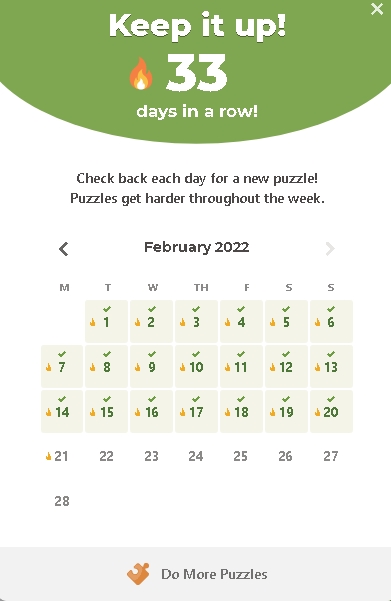 Keep it up!
33
days in a row!
Check back each day for a new puzzle!
Puzzles get harder throughout the week.
February 2022
M T W TH F S S
1 2 3 4 5 6
7 8 9 10 11 12 13
14 15 16 17 18 19 20
21 22 23 24 25 26 27
28
Do More Puzzles